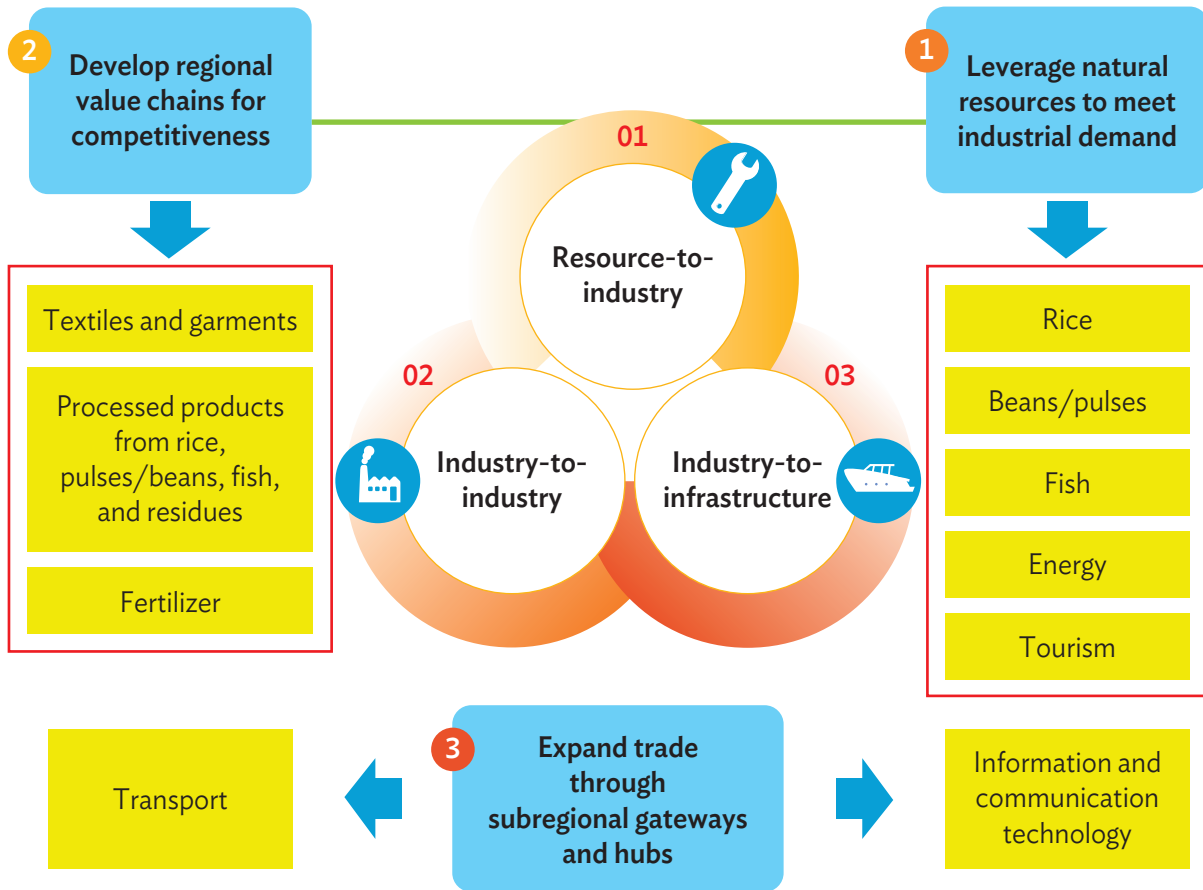 2
Develop regional
value chains for
competitiveness
1
Leverage natural
resources to meet
industrial demand
01
Resource-to-
industry
02
Industry-to-
industry
03
Industry-to-
infrastructure
Textiles and garments
Processed products
from rice,
pulses/beans, fish,
and residues
Fertilizer
Rice
Beans/pulses
Fish
Energy
Tourism
Transport
3
Expand trade
through
subregional gateways
and hubs
Information and
communication
technology